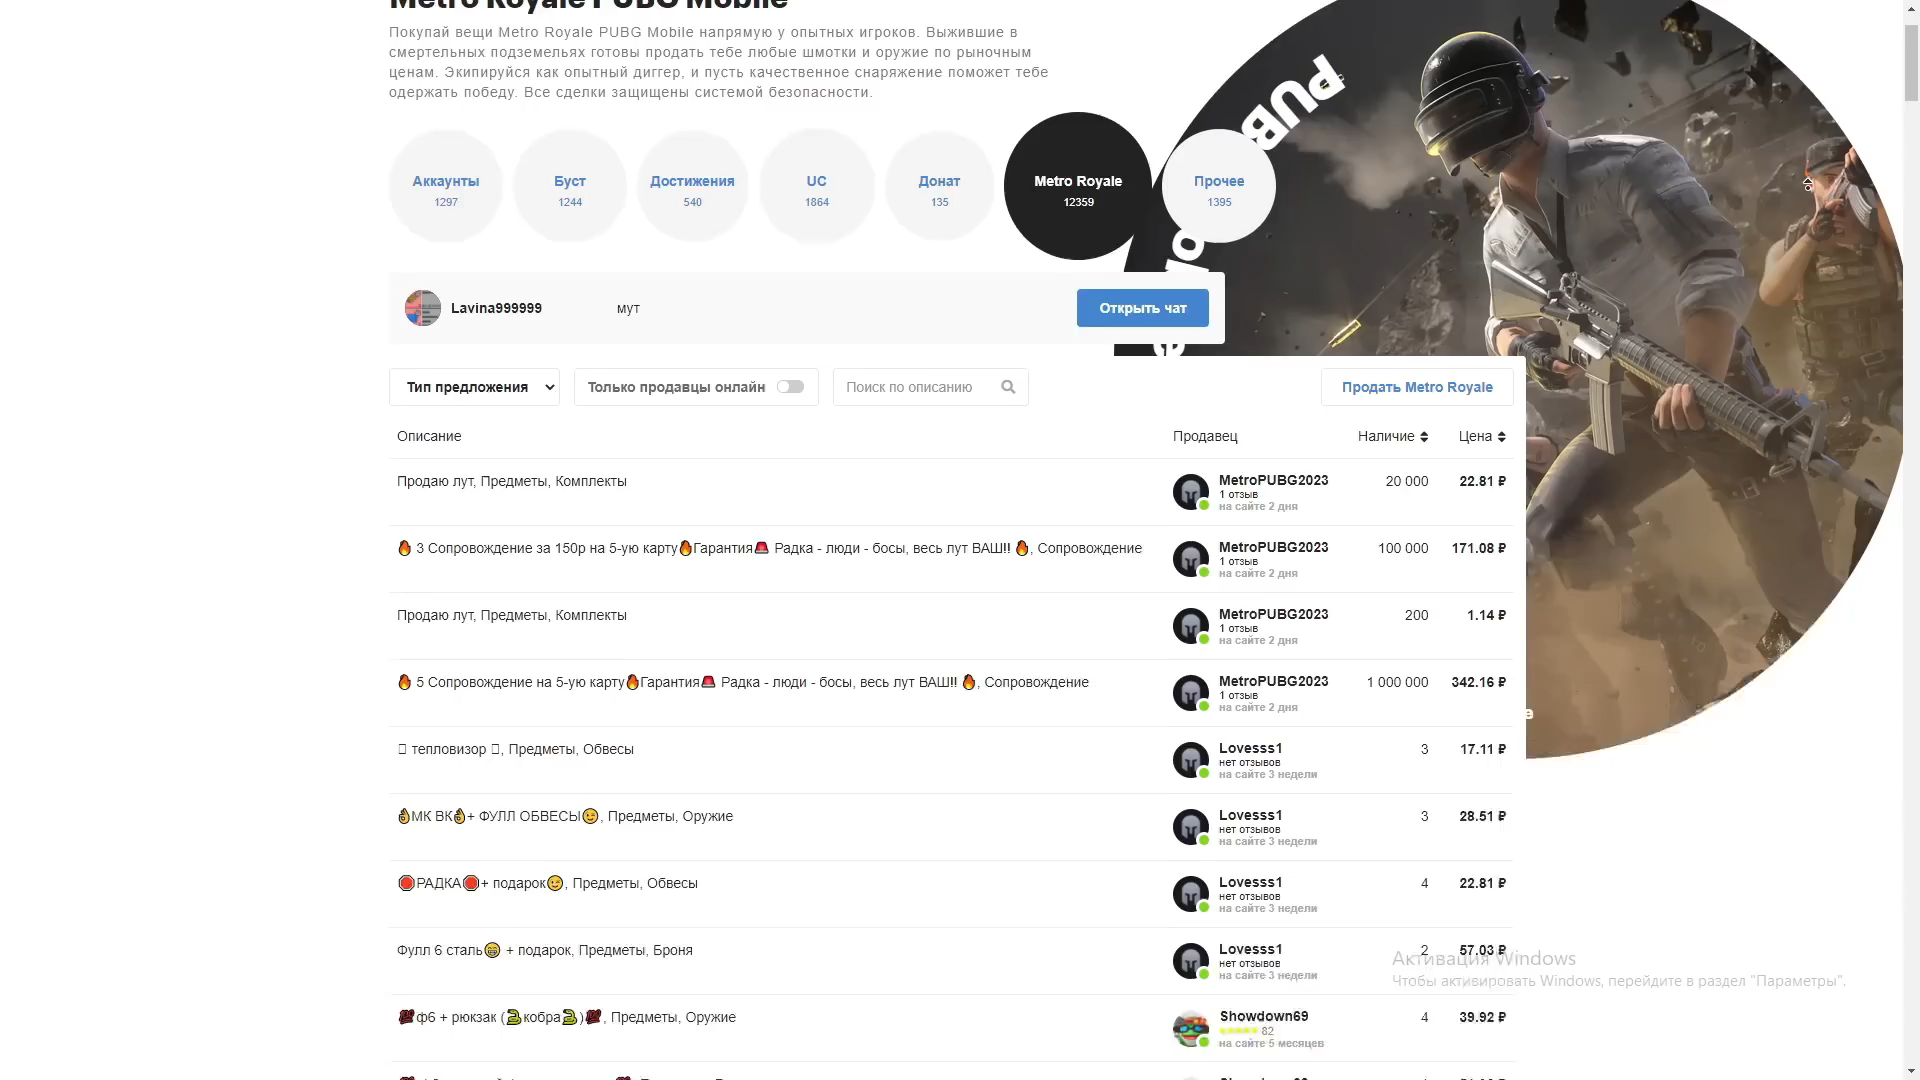 Metro Royale PUBG Mobile
Покупай вещи Metro Royale PUBG Mobile напрямую у опытных игроков. Выжившие в
смертельных подземельях готовы продать тебе любые шмотки и оружие по рыночным
ценам. Экипируйся как опытный диггер, и пусть качественное снаряжение поможет тебе
одержать победу. Все сделки защищены системой безопасности.
PUBG
Аккаунты Буст Достижения UC Донат Metro Royale Прочее
1297 1244 540 1864 135 12359 1395
Lavina999999 мут Открыть чат
Тип предложения Только продавцы онлайн Поиск по описанию Продать Metro Royale
Описание Продавец Наличие Цена
Продаю лут, Предметы, Комплекты MetroPUBG2023 20 000 22.81 ₽
1 отзыв
на сайте 2 дня
🔥 3 Сопровождение за 150р на 5-ую карту🔥Гарантия🚨 Радка - люди - босы, весь лут ВАШ!! 🔥, Сопровождение MetroPUBG2023 100 000 171.08 ₽
1 отзыв
на сайте 2 дня
Продаю лут, Предметы, Комплекты MetroPUBG2023 200 1.14 ₽
1 отзыв
на сайте 2 дня
🔥 5 Сопровождение на 5-ую карту🔥Гарантия🚨 Радка - люди - босы, весь лут ВАШ!! 🔥, Сопровождение MetroPUBG2023 1 000 000 342.16 ₽
1 отзыв
на сайте 2 дня
тепловизор , Предметы, Обвесы Lovesss1 3 17.11 ₽
нет отзывов
на сайте 3 недели
👌МК ВК👌+ ФУЛЛ ОБВЕСЫ😉, Предметы, Оружие Lovesss1 3 28.51 ₽
нет отзывов
на сайте 3 недели
🛑РАДКА🛑+ подарок😉, Предметы, Обвесы Lovesss1 4 22.81 ₽
нет отзывов
на сайте 3 недели
Фулл 6 сталь😁 + подарок, Предметы, Броня Lovesss1 2 57.03 ₽
нет отзывов
на сайте 3 недели
Активация Windows
Чтобы активировать Windows, перейдите в раздел "Параметры".
ф6 + рюкзак (🐍кобра🐍), Предметы, Оружие Showdown69 4 39.92 ₽
82
на сайте 5 месяцев